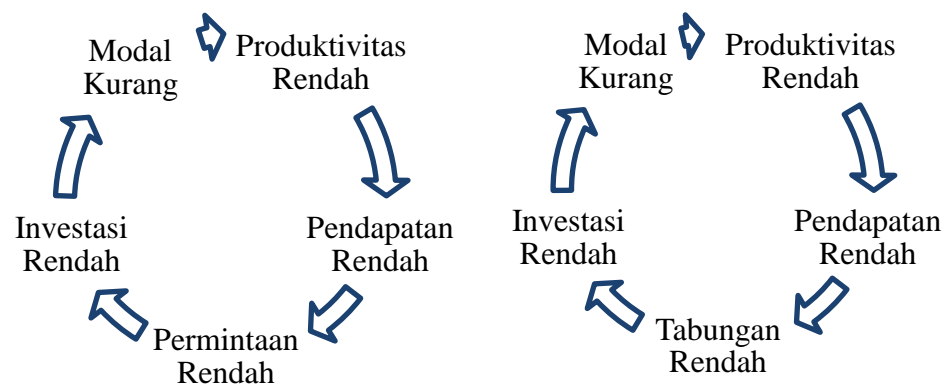 Modal
Kurang
Produktivitas
Rendah
Pendapatan
Rendah
Permintaan
Rendah
Investasi
Rendah
Modal
Kurang
Produktivitas
Rendah
Pendapatan
Rendah
Tabungan
Rendah
Investasi
Rendah